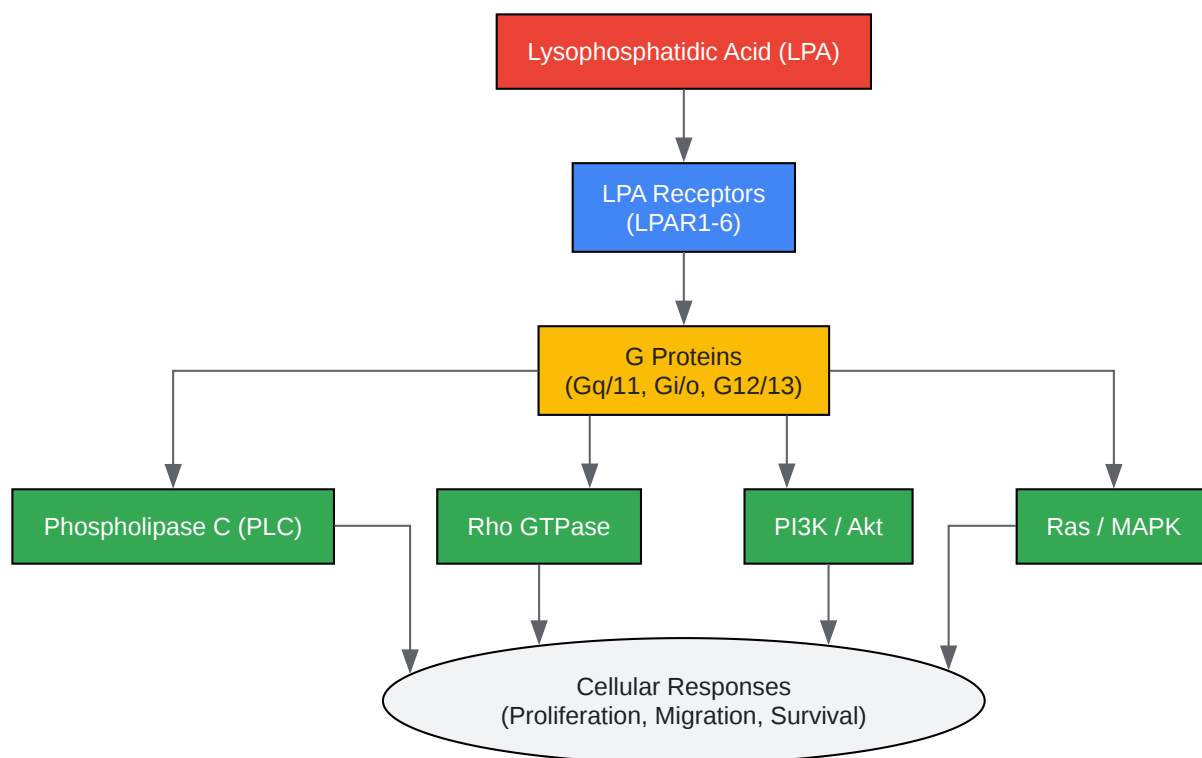 Lysophosphatidic Acid (LPA)
LPA Receptors
(LPAR1-6)
G Proteins
(Gq/11, Gi/o, G12/13)
Phospholipase C (PLC)
Rho GTPase
PI3K / Akt
Ras / MAPK
Cellular Responses
(Proliferation, Migration, Survival)